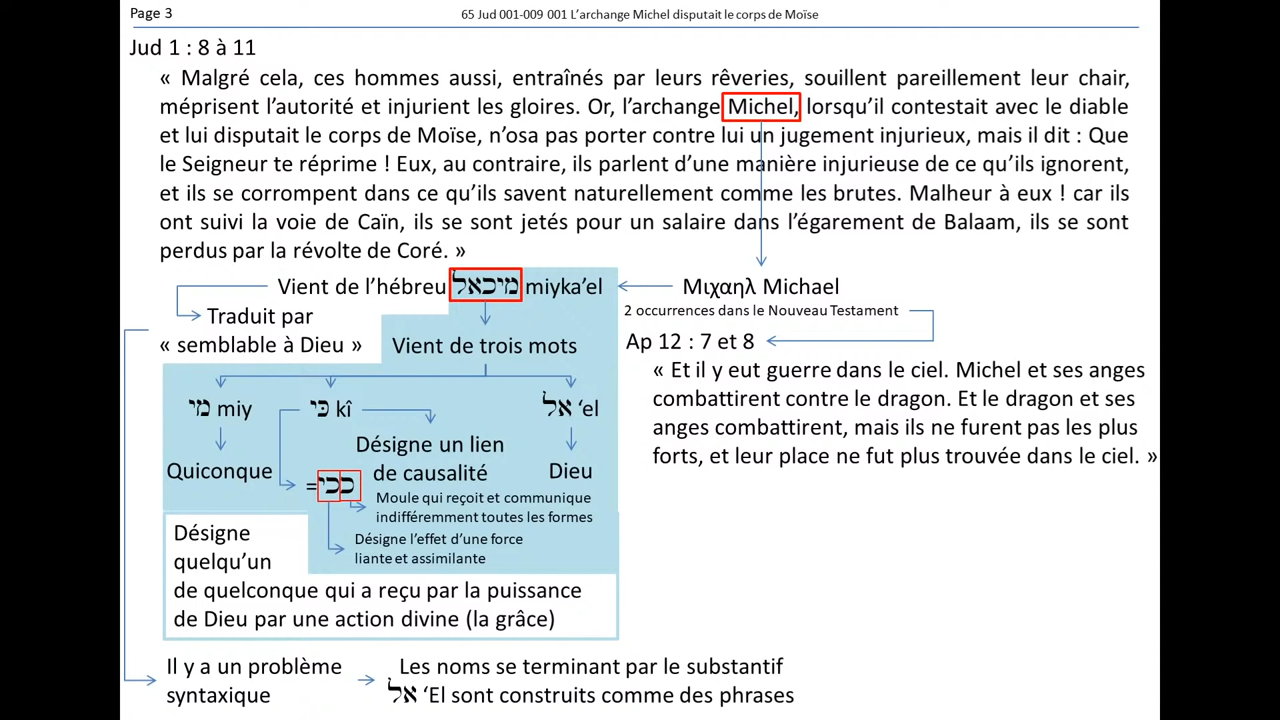 Page 3
65 Jud 001-009 001 L’archange Michel disputait le corps de Moïse
Jud 1 : 8 à 11
« Malgré cela, ces hommes aussi, entraînés par leurs rêveries, souillent pareillement leur chair,
méprisent l’autorité et injurient les gloires. Or, l’archange Michel, lorsqu’il contestait avec le diable
et lui disputait le corps de Moïse, n’osa pas porter contre lui un jugement injurieux, mais il dit : Que
le Seigneur te réprime ! Eux, au contraire, ils parlent d’une manière injurieuse de ce qu’ils ignorent,
et ils se corrompent dans ce qu’ils savent naturellement comme les brutes. Malheur à eux ! car ils
ont suivi la voie de Caïn, ils se sont jetés pour un salaire dans l’égarement de Balaam, ils se sont
perdus par la révolte de Coré. »
Vient de l’hébreu מיכאל miyka’el
Μιχαηλ Michael
2 occurrences dans le Nouveau Testament
Traduit par
« semblable à Dieu »
Vient de trois mots
Ap 12 : 7 et 8
« Et il y eut guerre dans le ciel. Michel et ses anges
combattirent contre le dragon. Et le dragon et ses
anges combattirent, mais ils ne furent pas les plus
forts, et leur place ne fut plus trouvée dans le ciel. »
מי miy
כּי kî
אל ‘el
Quiconque
Désigne un lien
de causalité
Dieu
=ככי
Moule qui reçoit et communique
indifféremment toutes les formes
Désigne l’effet d’une force
liante et assimilante
Désigne
quelqu’un
de quelconque qui a reçu par la puissance
de Dieu par une action divine (la grâce)
Il y a un problème
syntaxique
Les noms se terminant par le substantif
אל ‘El sont construits comme des phrases